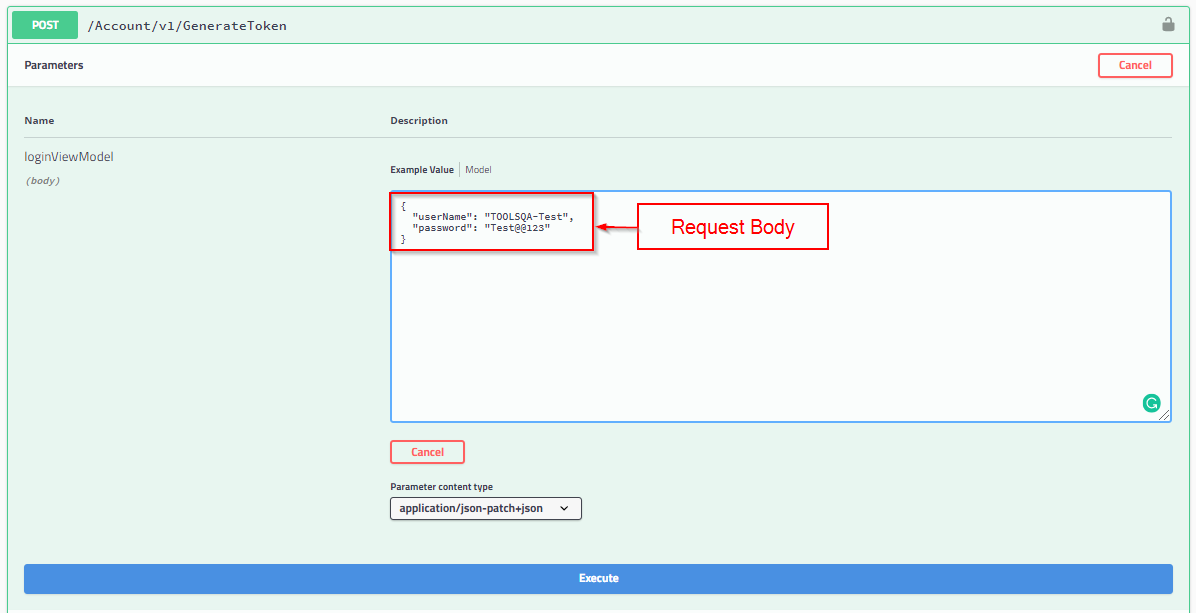 POST /Account/v1/GenerateToken
Parameters
Cancel
Name Description
loginViewModel
(body)
Example Value Model
{
"userName": "TOOLSQA-Test",
"password": "Test@@123"
}
Request Body
Cancel
Parameter content type
application/json-patch+json
Execute